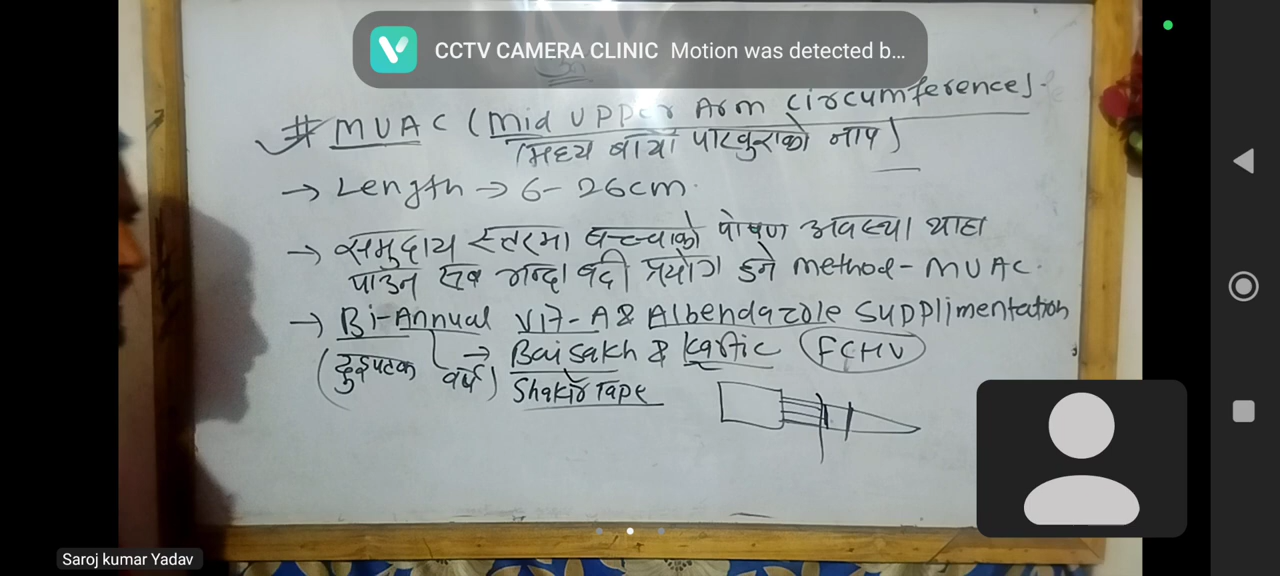 CCTV CAMERA CLINIC Motion was detected b...
# MUAC (Mid UPPer Arm circumference).
(मध्य बायाँ पाखुराको नाप)
→ Length → 6-26cm.
→ समुदाय स्तरमा बच्चाको पोषण अवस्था थाहा
पाउन सब भन्दा बढी प्रयोग हुने method - MUAC.
→ Bi-Annual Vit-A & Albendazole Supplimentation
(दुईपटक वर्ष) → Baisakh & Kartic FCHV
Shakir Tape
Saroj kumar Yadav